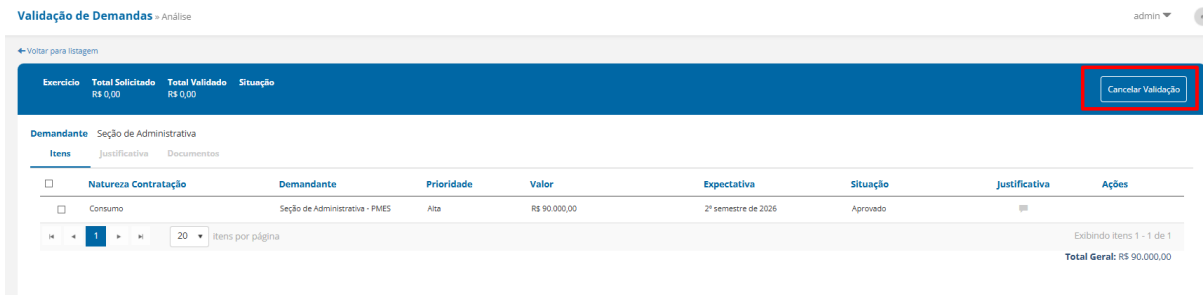 Validação de Demandas » Análise
admin
Voltar para listagem
Exercício Total Solicitado Total Validado Situação
R$ 0,00 R$ 0,00
Cancelar Validação
Demandante Seção de Administrativa
Itens Justificativa Documentos
Natureza Contratação Demandante Prioridade Valor Expectativa Situação Justificativa Ações
Consumo Seção de Administrativa - PMES Alta R$ 90.000,00 2º semestre de 2026 Aprovado
1 20 itens por página Exibindo itens 1 - 1 de 1
Total Geral: R$ 90.000,00